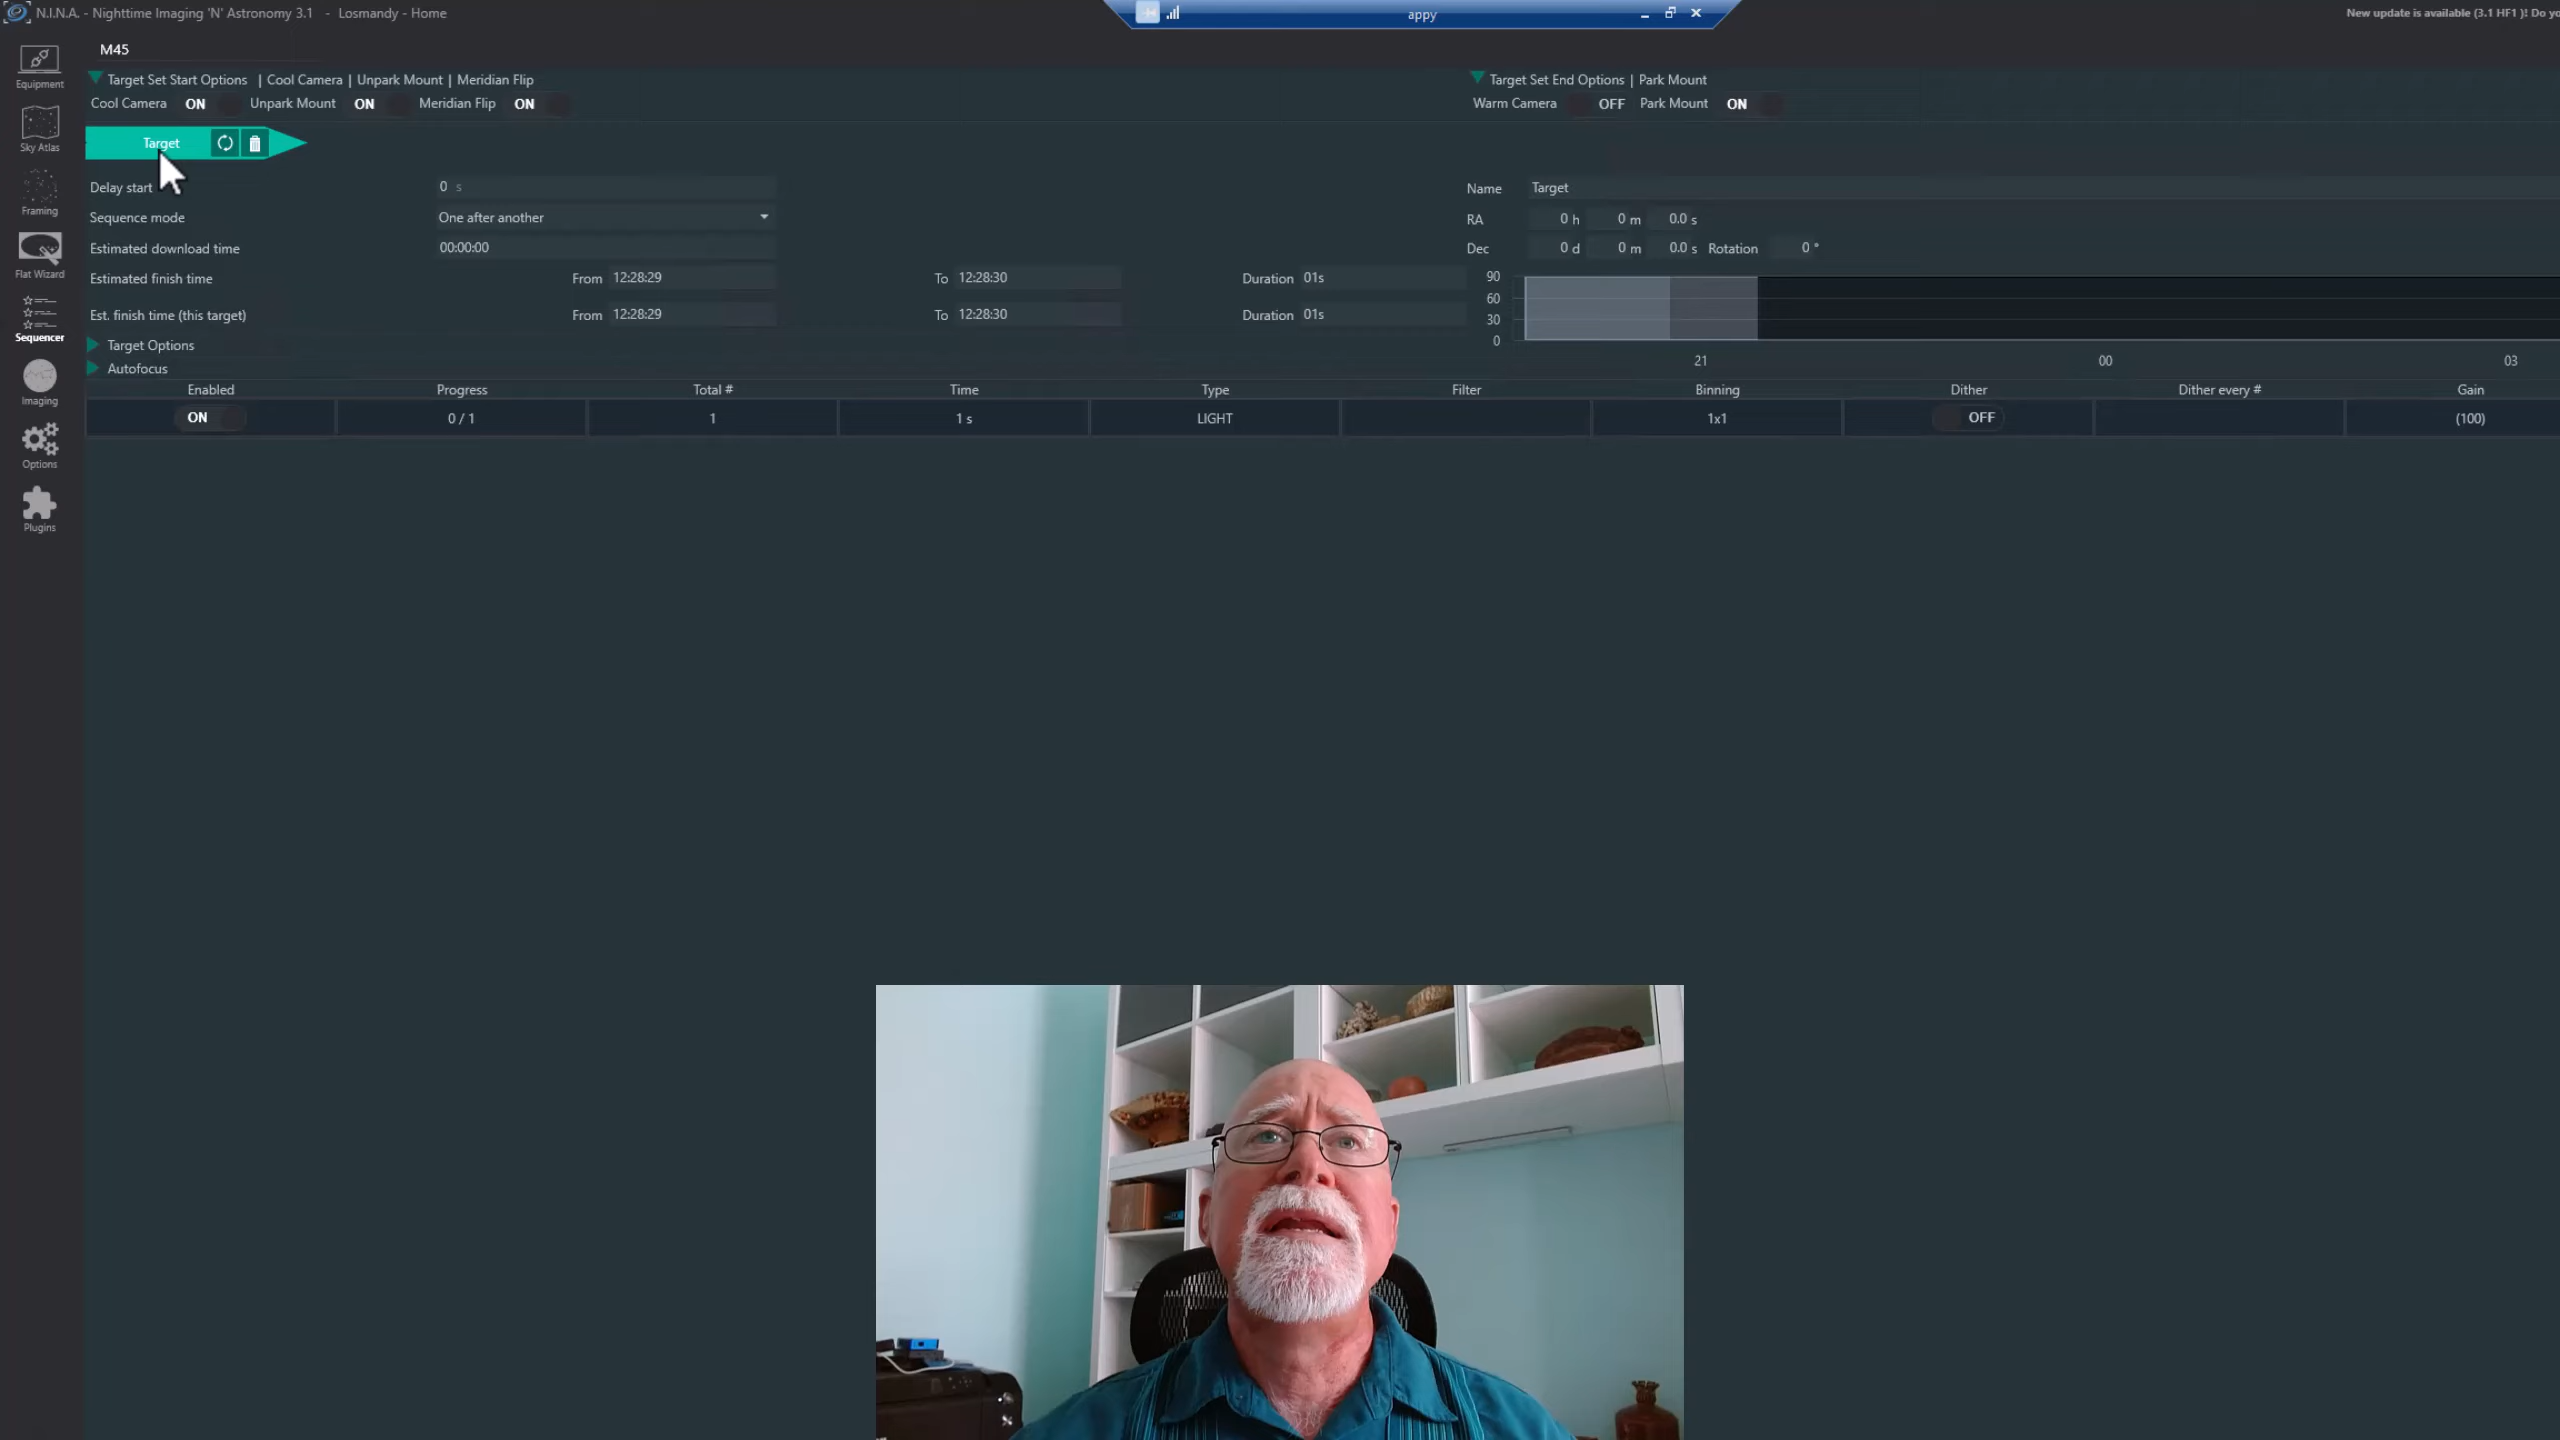 N.I.N.A. - Nighttime Imaging 'N' Astronomy 3.1 - Losmandy - Home
appy
New update is available (3.1 HF1 )! Do yo
M45
Equipment
Sky Atlas
Framing
Flat Wizard
Sequencer
Imaging
Options
Plugins
Target Set Start Options | Cool Camera | Unpark Mount | Meridian Flip
Cool Camera ON Unpark Mount ON Meridian Flip ON
Target Set End Options | Park Mount
Warm Camera OFF Park Mount ON
Target
Delay start 0 s
Sequence mode One after another
Estimated download time 00:00:00
Estimated finish time From 12:28:29 To 12:28:30 Duration 01s
Est. finish time (this target) From 12:28:29 To 12:28:30 Duration 01s
Name Target
RA 0 h 0 m 0.0 s
Dec 0 d 0 m 0.0 s Rotation 0 °
90
60
30
0
21 00 03
Target Options
Autofocus
Enabled Progress Total # Time Type Filter Binning Dither Dither every # Gain
ON 0 / 1 1 1 s LIGHT 1x1 OFF (100)